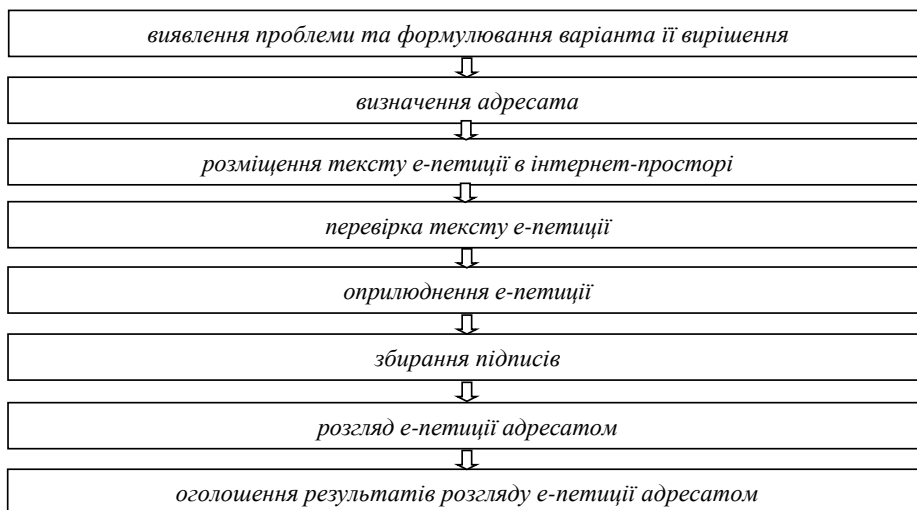 виявлення проблеми та формулювання варіанта її вирішення
визначення адресата
розміщення тексту е-петиції в інтернет-просторі
перевірка тексту е-петиції
оприлюднення е-петиції
збирання підписів
розгляд е-петиції адресатом
оголошення результатів розгляду е-петиції адресатом